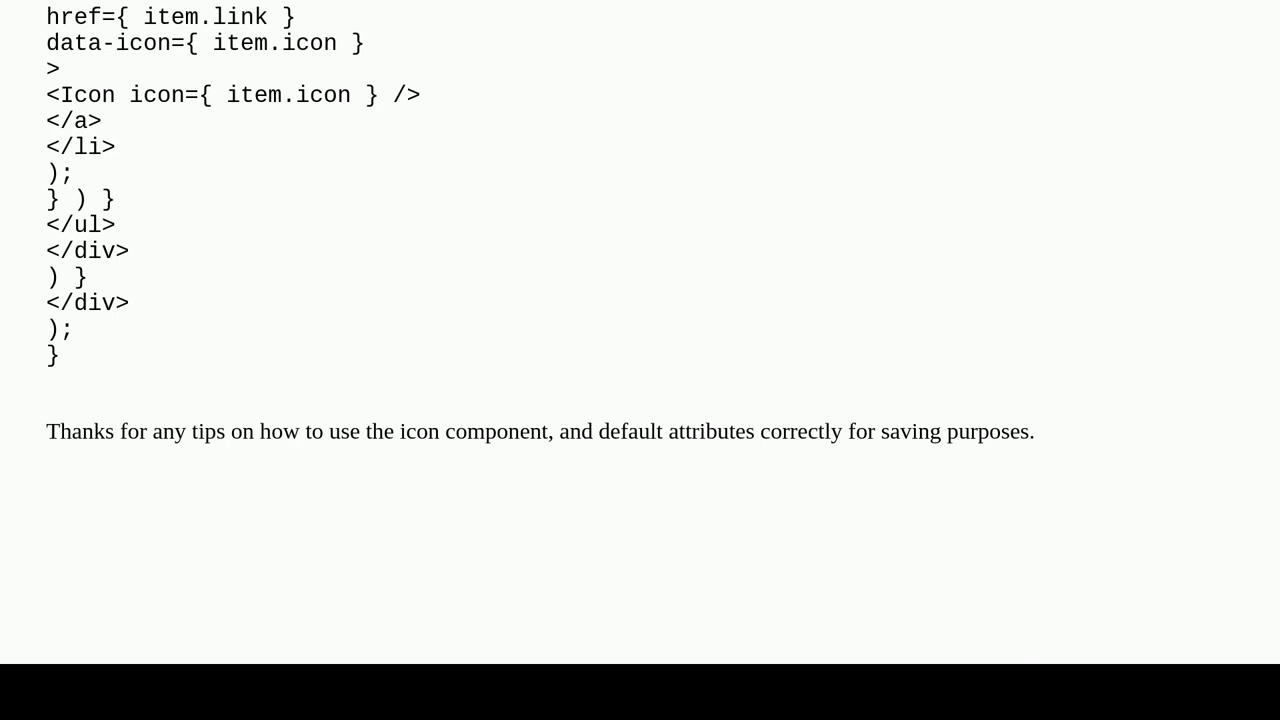 href={ item.link }
data-icon={ item.icon }
>
<Icon icon={ item.icon } />
</a>
</li>
);
} ) }
</ul>
</div>
) }
</div>
);
}
Thanks for any tips on how to use the icon component, and default attributes correctly for saving purposes.